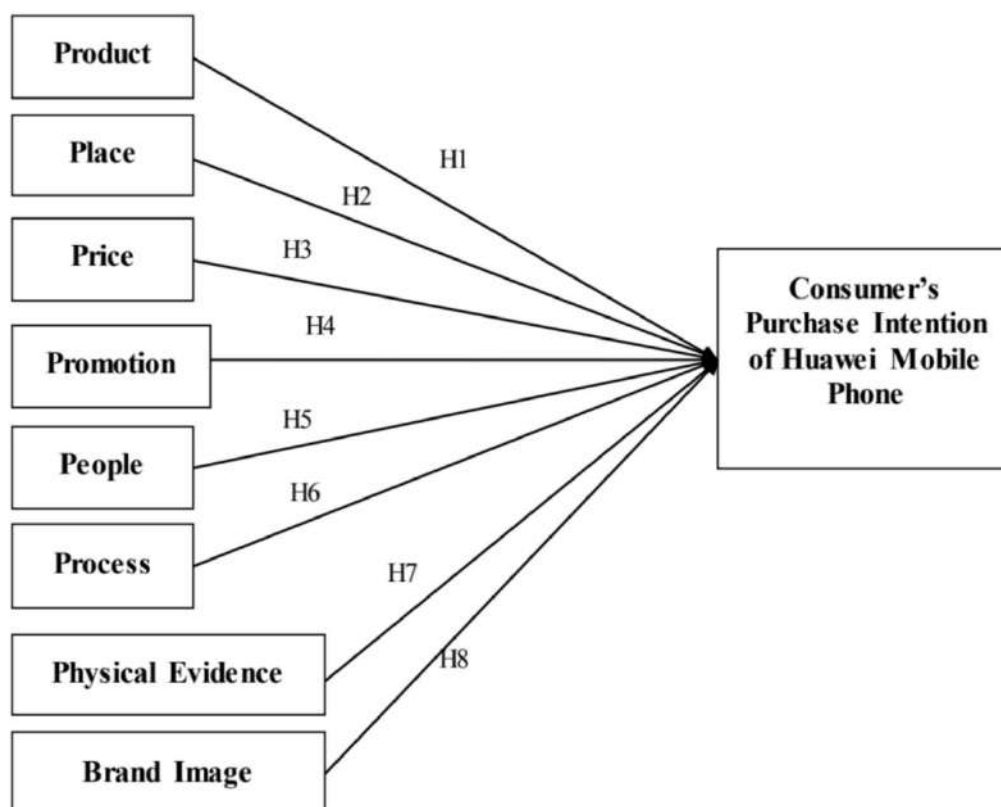 Product
H1
Place
H2
Price
H3
Consumer’s
Purchase Intention
of Huawei Mobile
Phone
Promotion
H4
People
H5
Process
H6
H7
Physical Evidence
H8
Brand Image